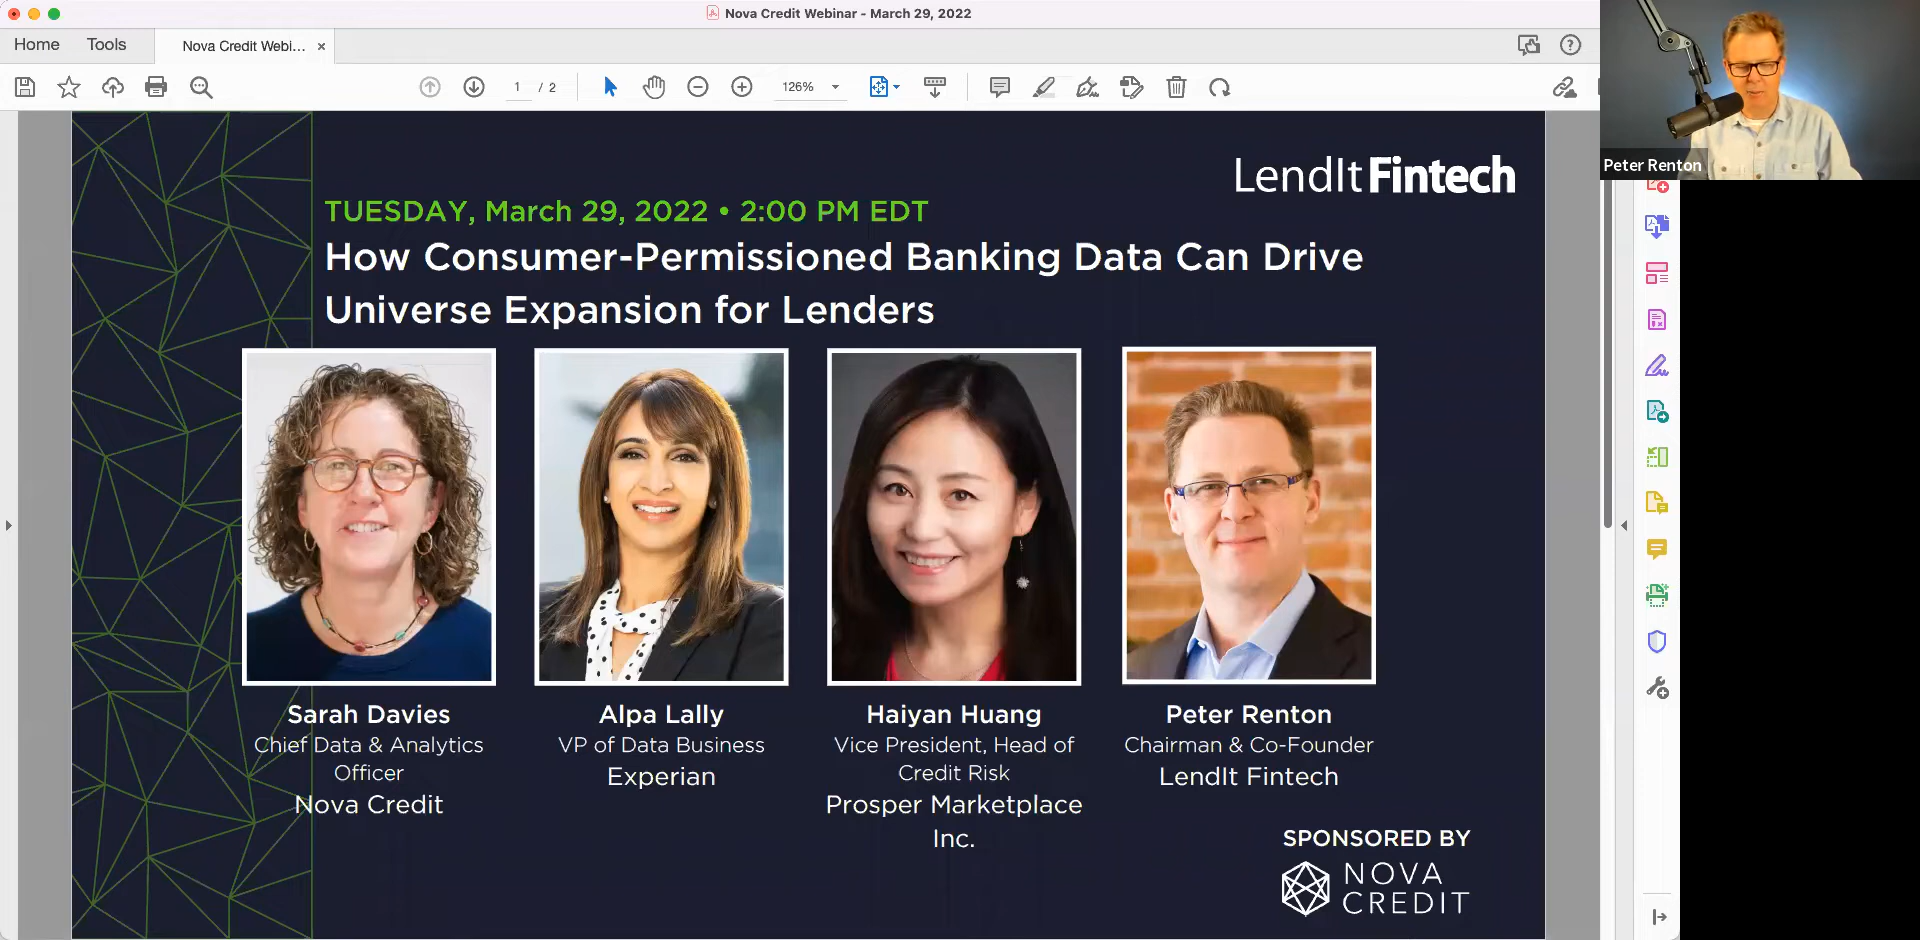 Nova Credit Webinar - March 29, 2022
Home
Tools
Nova Credit Webi... ×
1 / 2
126%
Peter Renton
LendIt Fintech
TUESDAY, March 29, 2022 • 2:00 PM EDT
How Consumer-Permissioned Banking Data Can Drive
Universe Expansion for Lenders
Sarah Davies
Chief Data & Analytics
Officer
Nova Credit
Alpa Lally
VP of Data Business
Experian
Haiyan Huang
Vice President, Head of
Credit Risk
Prosper Marketplace
Inc.
Peter Renton
Chairman & Co-Founder
LendIt Fintech
SPONSORED BY
NOVA
CREDIT